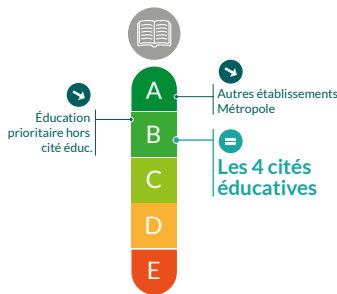 A
B
C
D
E
Éducation
prioritaire hors
cité éduc.
Autres établissements
Métropole
=
Les 4 cités
éducatives